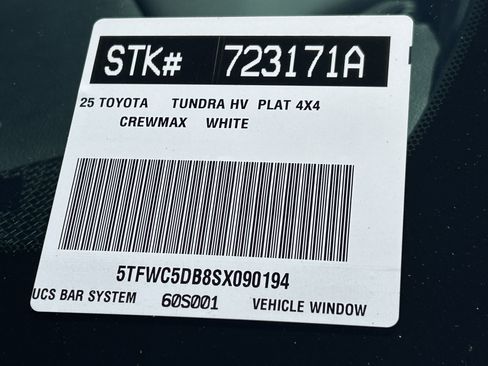 STK# 723171A
25 TOYOTA TUNDRA HV PLAT 4X4
CREWMAX WHITE
5TFWC5DB8SX090194
UCS BAR SYSTEM 60S001 VEHICLE WINDOW